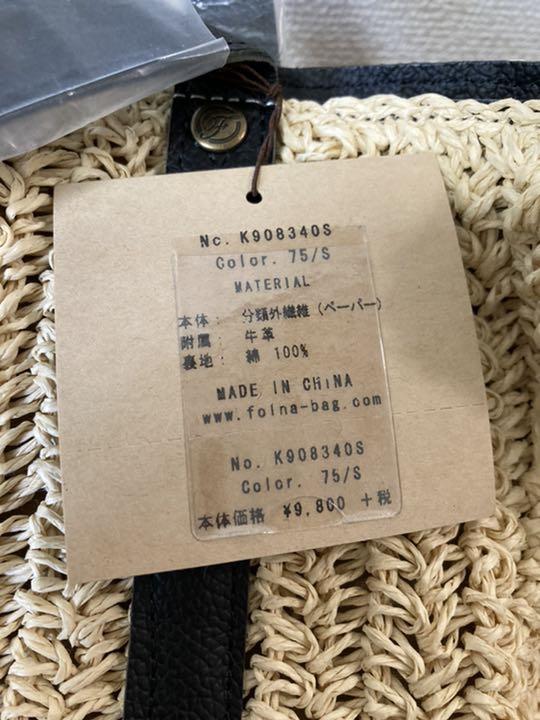 No. K908340S
Color. 75/S
MATERIAL
本体： 分類外繊維（ペーパー）
附属： 牛革
裏地： 綿 100%
MADE IN CHINA
www.folna-bag.com
No. K908340S
Color. 75/S
本体価格 ¥9,800 +税